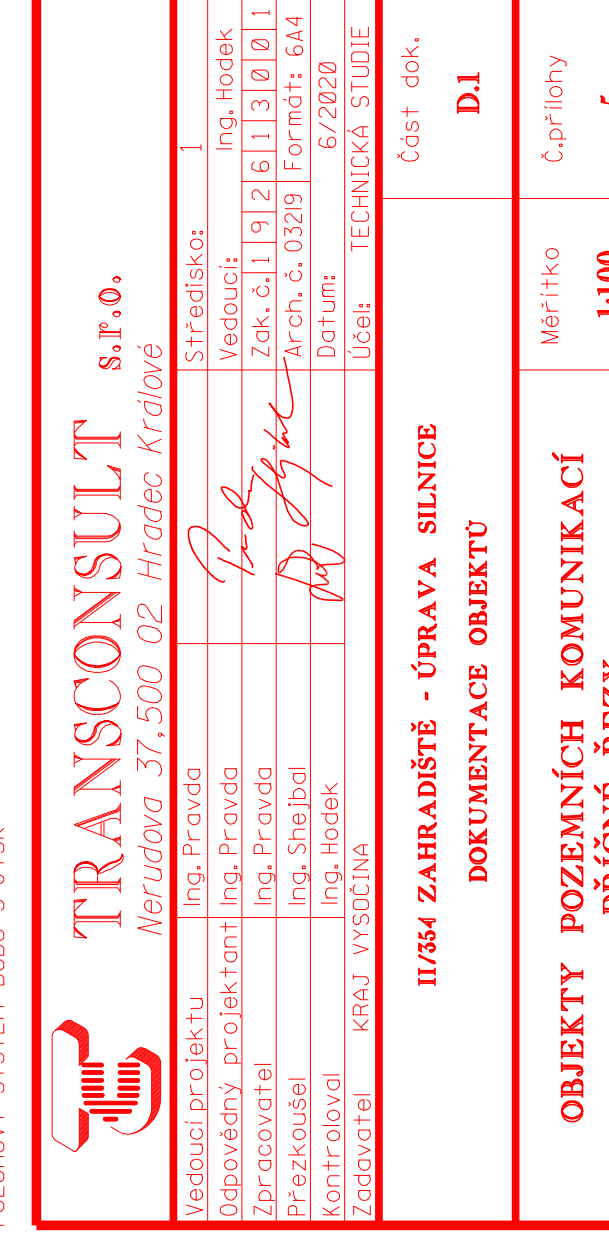 TRANSCONSULT s.r.o.
Nerudova 37,500 02 Hradec Králové
Vedoucí projektu Ing. Pravda Středisko: 1
Odpovědný projektant Ing. Pravda Vedoucí: Ing. Hodek
Zpracovatel Ing. Pravda Zak. č. 1 9 2 6 1 3 0 0 1
Přezkoušel Ing. Shejbal Arch. č. 03219 Formát: 6A4
Kontroloval Ing. Hodek Datum: 6/2020
Zadavatel KRAJ VYSOČINA Účel: TECHNICKÁ STUDIE
II/354 ZAHRADIŠTĚ - ÚPRAVA SILNICE
DOKUMENTACE OBJEKTŮ
Část dok.
D.1
OBJEKTY POZEMNÍCH KOMUNIKACÍ
Měřítko
1:100
Č.přílohy